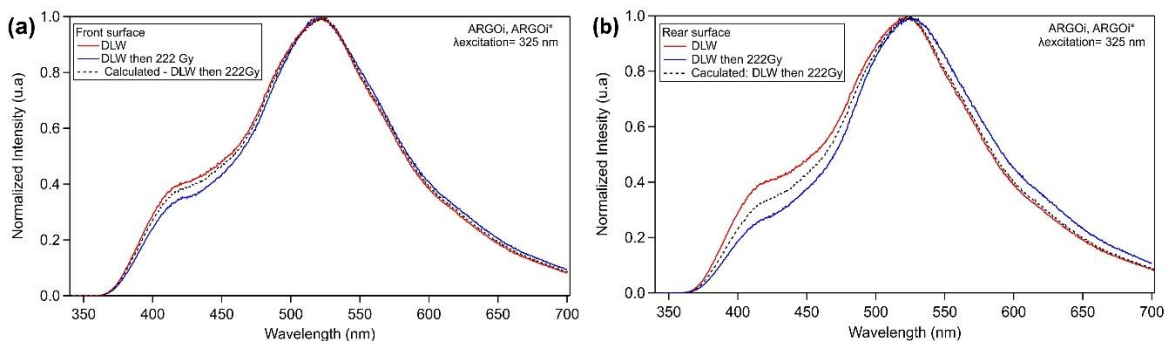 (a)
Front surface
DLW
DLW then 222 Gy
Calculated - DLW then 222Gy
ARGOi, ARGOi*
λexcitation= 325 nm
Normalized Intensity (u.a)
1.0
0.8
0.6
0.4
0.2
0.0
350 400 450 500 550 600 650 700
Wavelength (nm)
(b)
Rear surface
DLW
DLW then 222Gy
Caculated: DLW then 222Gy
ARGOi, ARGOi*
λexcitation= 325 nm
Normalized Intesity (u.a)
1.0
0.8
0.6
0.4
0.2
0.0
350 400 450 500 550 600 650 700
Wavelength (nm)